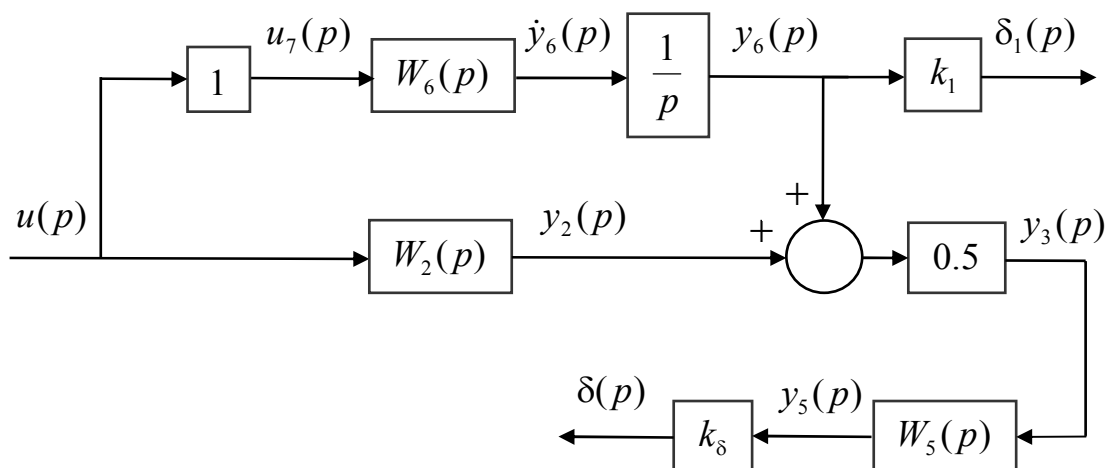 u₇(p) ẏ₆(p) y₆(p) δ₁(p)
1 W₆(p) 1/p k₁
+
u(p) y₂(p) + y₃(p)
W₂(p) 0.5
δ(p) y₅(p)
k_δ W₅(p)